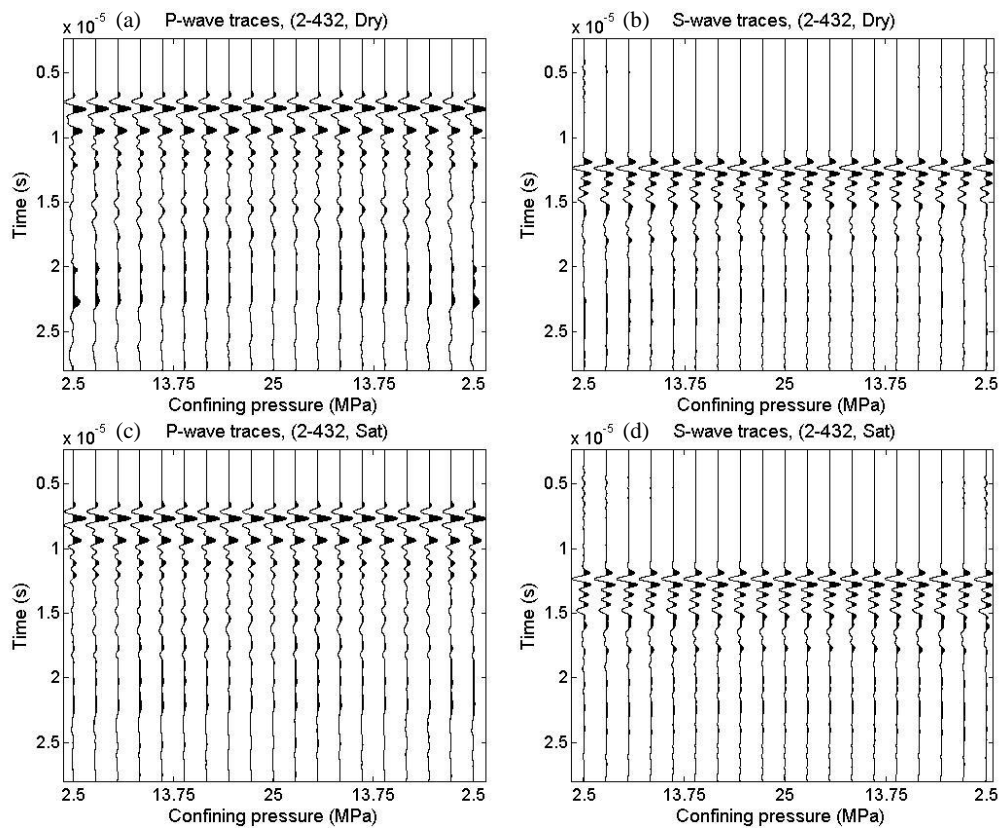 x 10-5 (a) P-wave traces, (2-432, Dry)
0.5
1
1.5
2
2.5
Time (s)
2.5 13.75 25 13.75 2.5
Confining pressure (MPa)
x 10-5 (b) S-wave traces, (2-432, Dry)
0.5
1
1.5
2
2.5
Time (s)
2.5 13.75 25 13.75 2.5
Confining pressure (MPa)
x 10-5 (c) P-wave traces, (2-432, Sat)
0.5
1
1.5
2
2.5
Time (s)
2.5 13.75 25 13.75 2.5
Confining pressure (MPa)
x 10-5 (d) S-wave traces, (2-432, Sat)
0.5
1
1.5
2
2.5
Time (s)
2.5 13.75 25 13.75 2.5
Confining pressure (MPa)